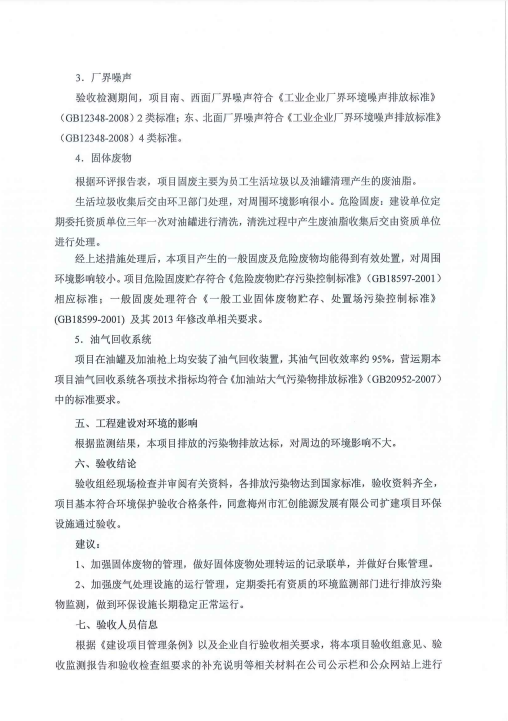 3．厂界噪声
验收检测期间，项目南、西面厂界噪声符合《工业企业厂界环境噪声排放标准》
（GB12348-2008）2 类标准；东、北面厂界噪声符合《工业企业厂界环境噪声排放标准》
（GB12348-2008）4 类标准。
4．固体废物
根据环评报告表，项目固废主要为员工生活垃圾以及油罐清理产生的废油脂。
生活垃圾收集后交由环卫部门处理，对周围环境影响很小。危险固废：建设单位定
期委托资质单位三年一次对油罐进行清洗，清洗过程中产生废油脂收集后交由资质单位
进行处理。
经上述措施处理后，本项目产生的一般固废及危险废物均能得到有效处置，对周围
环境影响较小。项目危险固废贮存符合《危险废物贮存污染控制标准》（GB18597-2001）
相应标准；一般固废处理符合《一般工业固体废物贮存、处置场污染控制标准》
(GB18599-2001) 及其 2013 年修改单相关要求。
5．油气回收系统
项目在油罐及加油枪上均安装了油气回收装置，其油气回收效率约 95%，营运期本
项目油气回收系统各项技术指标均符合《加油站大气污染物排放标准》（GB20952-2007）
中的标准要求。
五、工程建设对环境的影响
根据监测结果，本项目排放的污染物排放达标，对周边的环境影响不大。
六、验收结论
验收组经现场检查并审阅有关资料，各排放污染物达到国家标准，验收资料齐全，
项目基本符合环境保护验收合格条件，同意梅州市汇创能源发展有限公司扩建项目环保
设施通过验收。
建议：
1、加强固体废物的管理，做好固体废物处理转运的记录联单，并做好台账管理。
2、加强废气处理设施的运行管理，定期委托有资质的环境监测部门进行排放污染
物监测，做到环保设施长期稳定正常运行。
七、验收人员信息
根据《建设项目管理条例》以及企业自行验收相关要求，将本项目验收组意见、验
收监测报告和验收检查组要求的补充说明等相关材料在公司公示栏和公众网站上进行